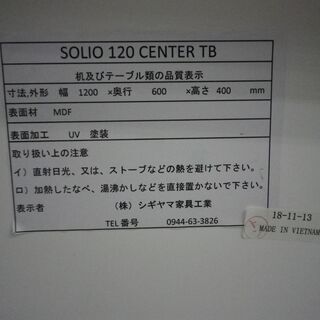 SOLIO 120 CENTER TB
机及びテーブル類の品質表示
寸法,外形 幅 1200 ×奥行 600 ×高さ 400 mm
表面材 MDF
表面加工 UV 塗装
取り扱い上の注意
イ）直射日光、又は、ストーブなどの熱を避けて下さい。
ロ）加熱したなべ、湯沸かしなどを直接置かないで下さい。
表示者 （株）シギヤマ家具工業
TEL番号 0944-63-3826
18-11-13
MADE IN VIETNAM